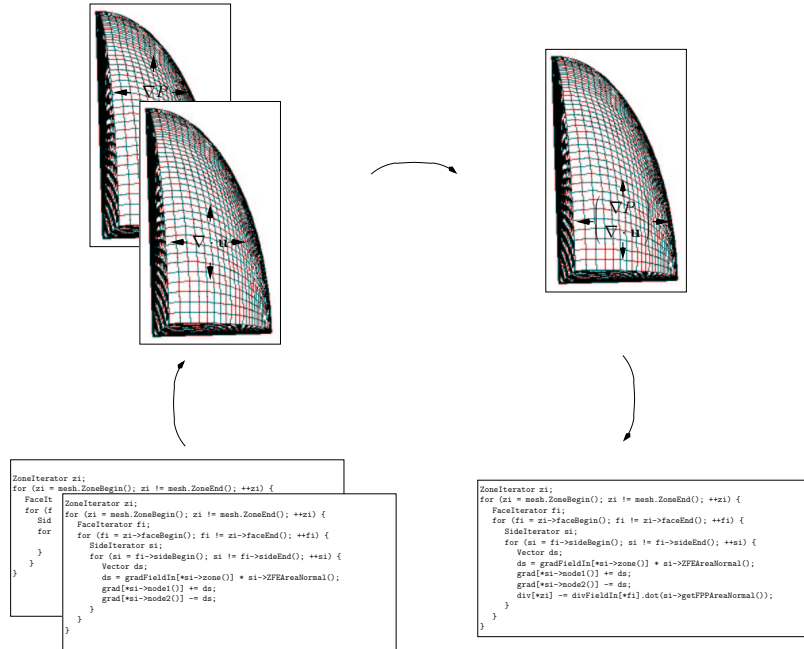 ∇P
∇ · u
( ∇P
∇ · u )
ZoneIterator zi;
for (zi = mesh.ZoneBegin(); zi != mesh.ZoneEnd(); ++zi) {
FaceIt
for (f
Sid
for
}
}
}
ZoneIterator zi;
for (zi = mesh.ZoneBegin(); zi != mesh.ZoneEnd(); ++zi) {
FaceIterator fi;
for (fi = zi->faceBegin(); fi != zi->faceEnd(); ++fi) {
SideIterator si;
for (si = fi->sideBegin(); si != fi->sideEnd(); ++si) {
Vector ds;
ds = gradFieldIn[*si->zone()] * si->ZFEAreaNormal();
grad[*si->node1()] += ds;
grad[*si->node2()] -= ds;
}
}
}
ZoneIterator zi;
for (zi = mesh.ZoneBegin(); zi != mesh.ZoneEnd(); ++zi) {
FaceIterator fi;
for (fi = zi->faceBegin(); fi != zi->faceEnd(); ++fi) {
SideIterator si;
for (si = fi->sideBegin(); si != fi->sideEnd(); ++si) {
Vector ds;
ds = gradFieldIn[*si->zone()] * si->ZFEAreaNormal();
grad[*si->node1()] += ds;
grad[*si->node2()] -= ds;
div[*zi] -= divFieldIn[*fi].dot(si->getFPPAreaNormal());
}
}
}